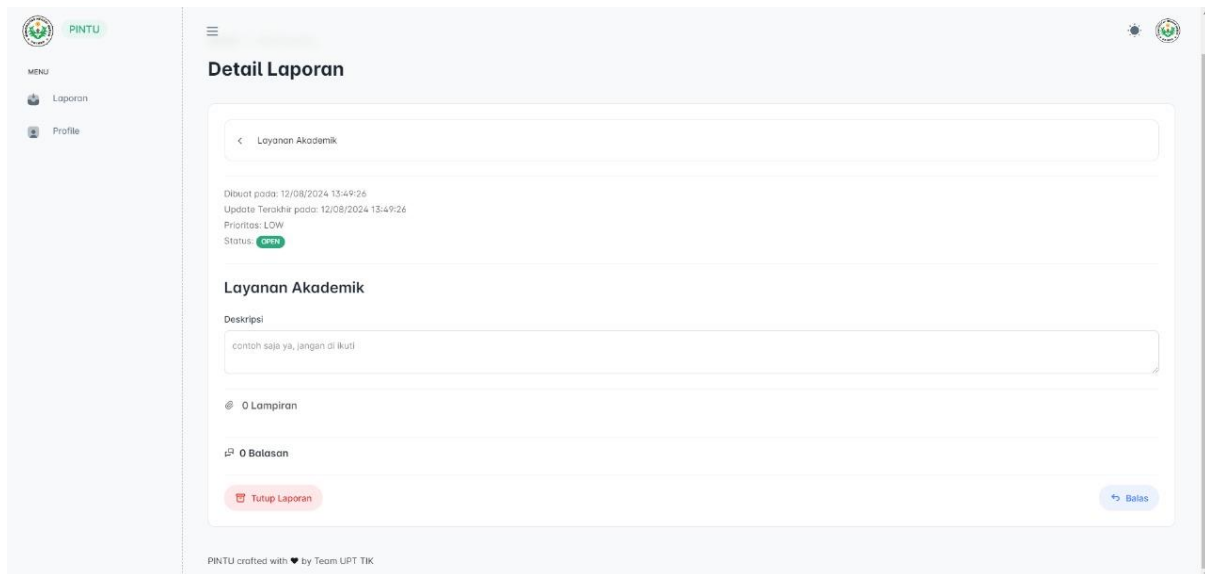 PINTU
MENU
Laporan
Profile
Detail Laporan
Layanan Akademik
Dibuat pada: 12/08/2024 13:49:26
Update Terakhir pada: 12/08/2024 13:49:26
Prioritas: LOW
Status: OPEN
Layanan Akademik
Deskripsi
contoh saja ya, jangan di ikuti
0 Lampiran
0 Balasan
Tutup Laporan
Balas
PINTU crafted with ❤ by Team UPT TIK